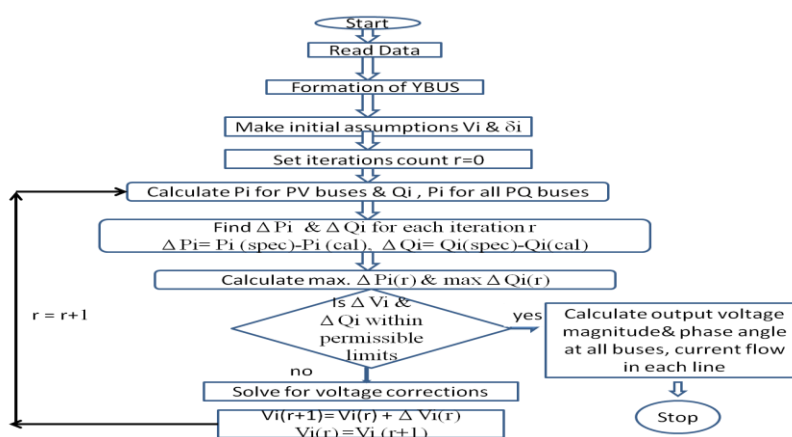 Start
Read Data
Formation of YBUS
Make initial assumptions Vi & δi
Set iterations count r=0
Calculate Pi for PV buses & Qi , Pi for all PQ buses
Find Δ Pi & Δ Qi for each iteration r
Δ Pi= Pi (spec)-Pi (cal), Δ Qi= Qi(spec)-Qi(cal)
Calculate max. Δ Pi(r) & max Δ Qi(r)
Is Δ Vi &
Δ Qi within
permissible
limits
yes
Calculate output voltage
magnitude& phase angle
at all buses, current flow
in each line
Stop
r = r+1
no
Solve for voltage corrections
Vi(r+1)= Vi(r) + Δ Vi(r)
Vi(r) =Vi (r+1)